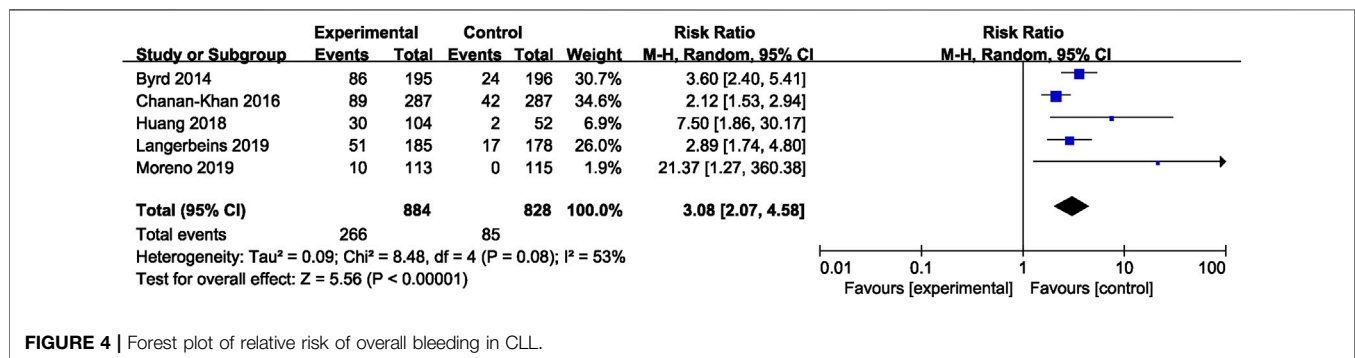 Experimental Control Risk Ratio Risk Ratio
Study or Subgroup Events Total Events Total Weight M-H, Random, 95% CI M-H, Random, 95% CI
Byrd 2014 86 195 24 196 30.7% 3.60 [2.40, 5.41]
Chanan-Khan 2016 89 287 42 287 34.6% 2.12 [1.53, 2.94]
Huang 2018 30 104 2 52 6.9% 7.50 [1.86, 30.17]
Langerbeins 2019 51 185 17 178 26.0% 2.89 [1.74, 4.80]
Moreno 2019 10 113 0 115 1.9% 21.37 [1.27, 360.38]
Total (95% CI) 884 828 100.0% 3.08 [2.07, 4.58]
Total events 266 85
Heterogeneity: Tau² = 0.09; Chi² = 8.48, df = 4 (P = 0.08); I² = 53%
Test for overall effect: Z = 5.56 (P < 0.00001)
0.01 0.1 1 10 100
Favours [experimental] Favours [control]
FIGURE 4 | Forest plot of relative risk of overall bleeding in CLL.